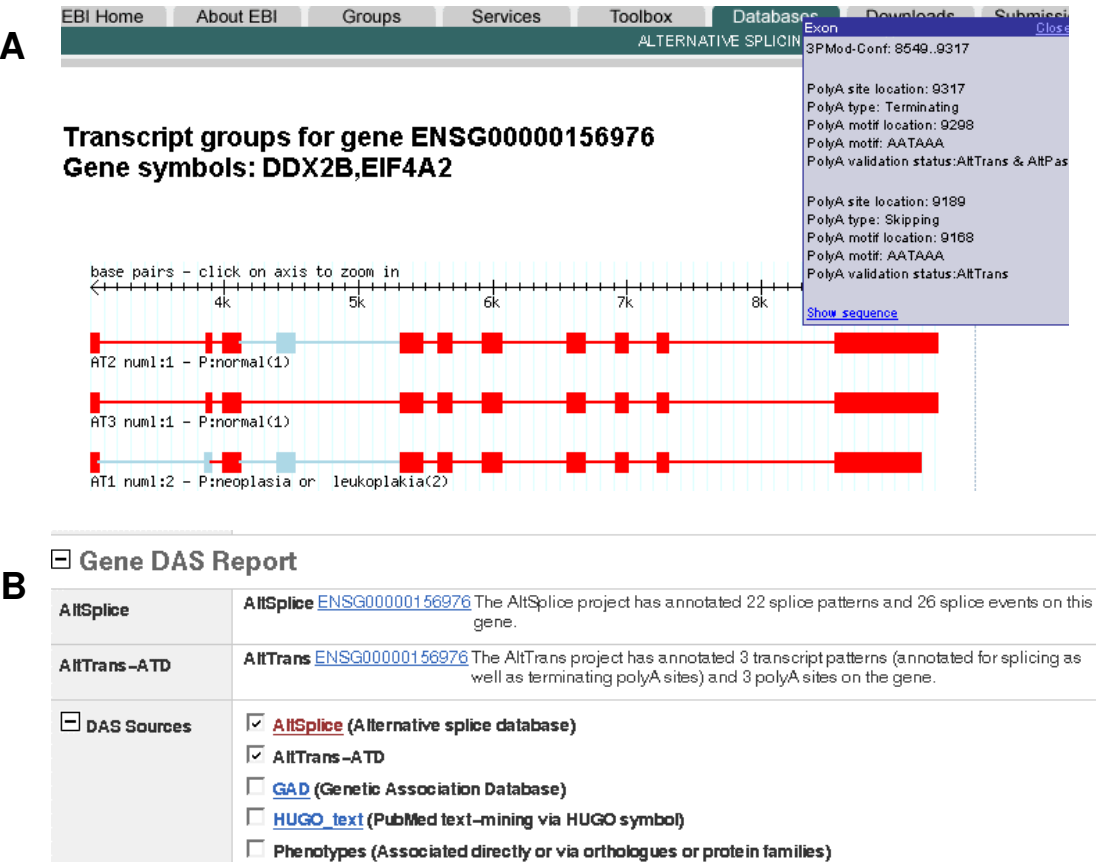 A
EBI Home About EBI Groups Services Toolbox Databases Downloads
ALTERNATIVE SPLICIN
Exon Close
3PMod-Conf: 8549..9317
PolyA site location: 9317
PolyA type: Terminating
PolyA motif location: 9298
PolyA motif: AATAAA
PolyA validation status:AltTrans & AltPas
PolyA site location: 9189
PolyA type: Skipping
PolyA motif location: 9168
PolyA motif: AATAAA
PolyA validation status:AltTrans
Show sequence
Transcript groups for gene ENSG00000156976
Gene symbols: DDX2B,EIF4A2
base pairs - click on axis to zoom in
4k 5k 6k 7k 8k
AT2 numl:1 - P:normal(1)
AT3 numl:1 - P:normal(1)
AT1 numl:2 - P:neoplasia or leukoplakia(2)
B
Gene DAS Report
AltSplice
AltSplice ENSG00000156976 The AltSplice project has annotated 22 splice patterns and 26 splice events on this
gene.
AltTrans-ATD
AltTrans ENSG00000156976 The AltTrans project has annotated 3 transcript patterns (annotated for splicing as
well as terminating polyA sites) and 3 polyA sites on the gene.
DAS Sources
AltSplice (Alternative splice database)
AltTrans-ATD
GAD (Genetic Association Database)
HUGO_text (PubMed text-mining via HUGO symbol)
Phenotypes (Associated directly or via orthologues or protein families)